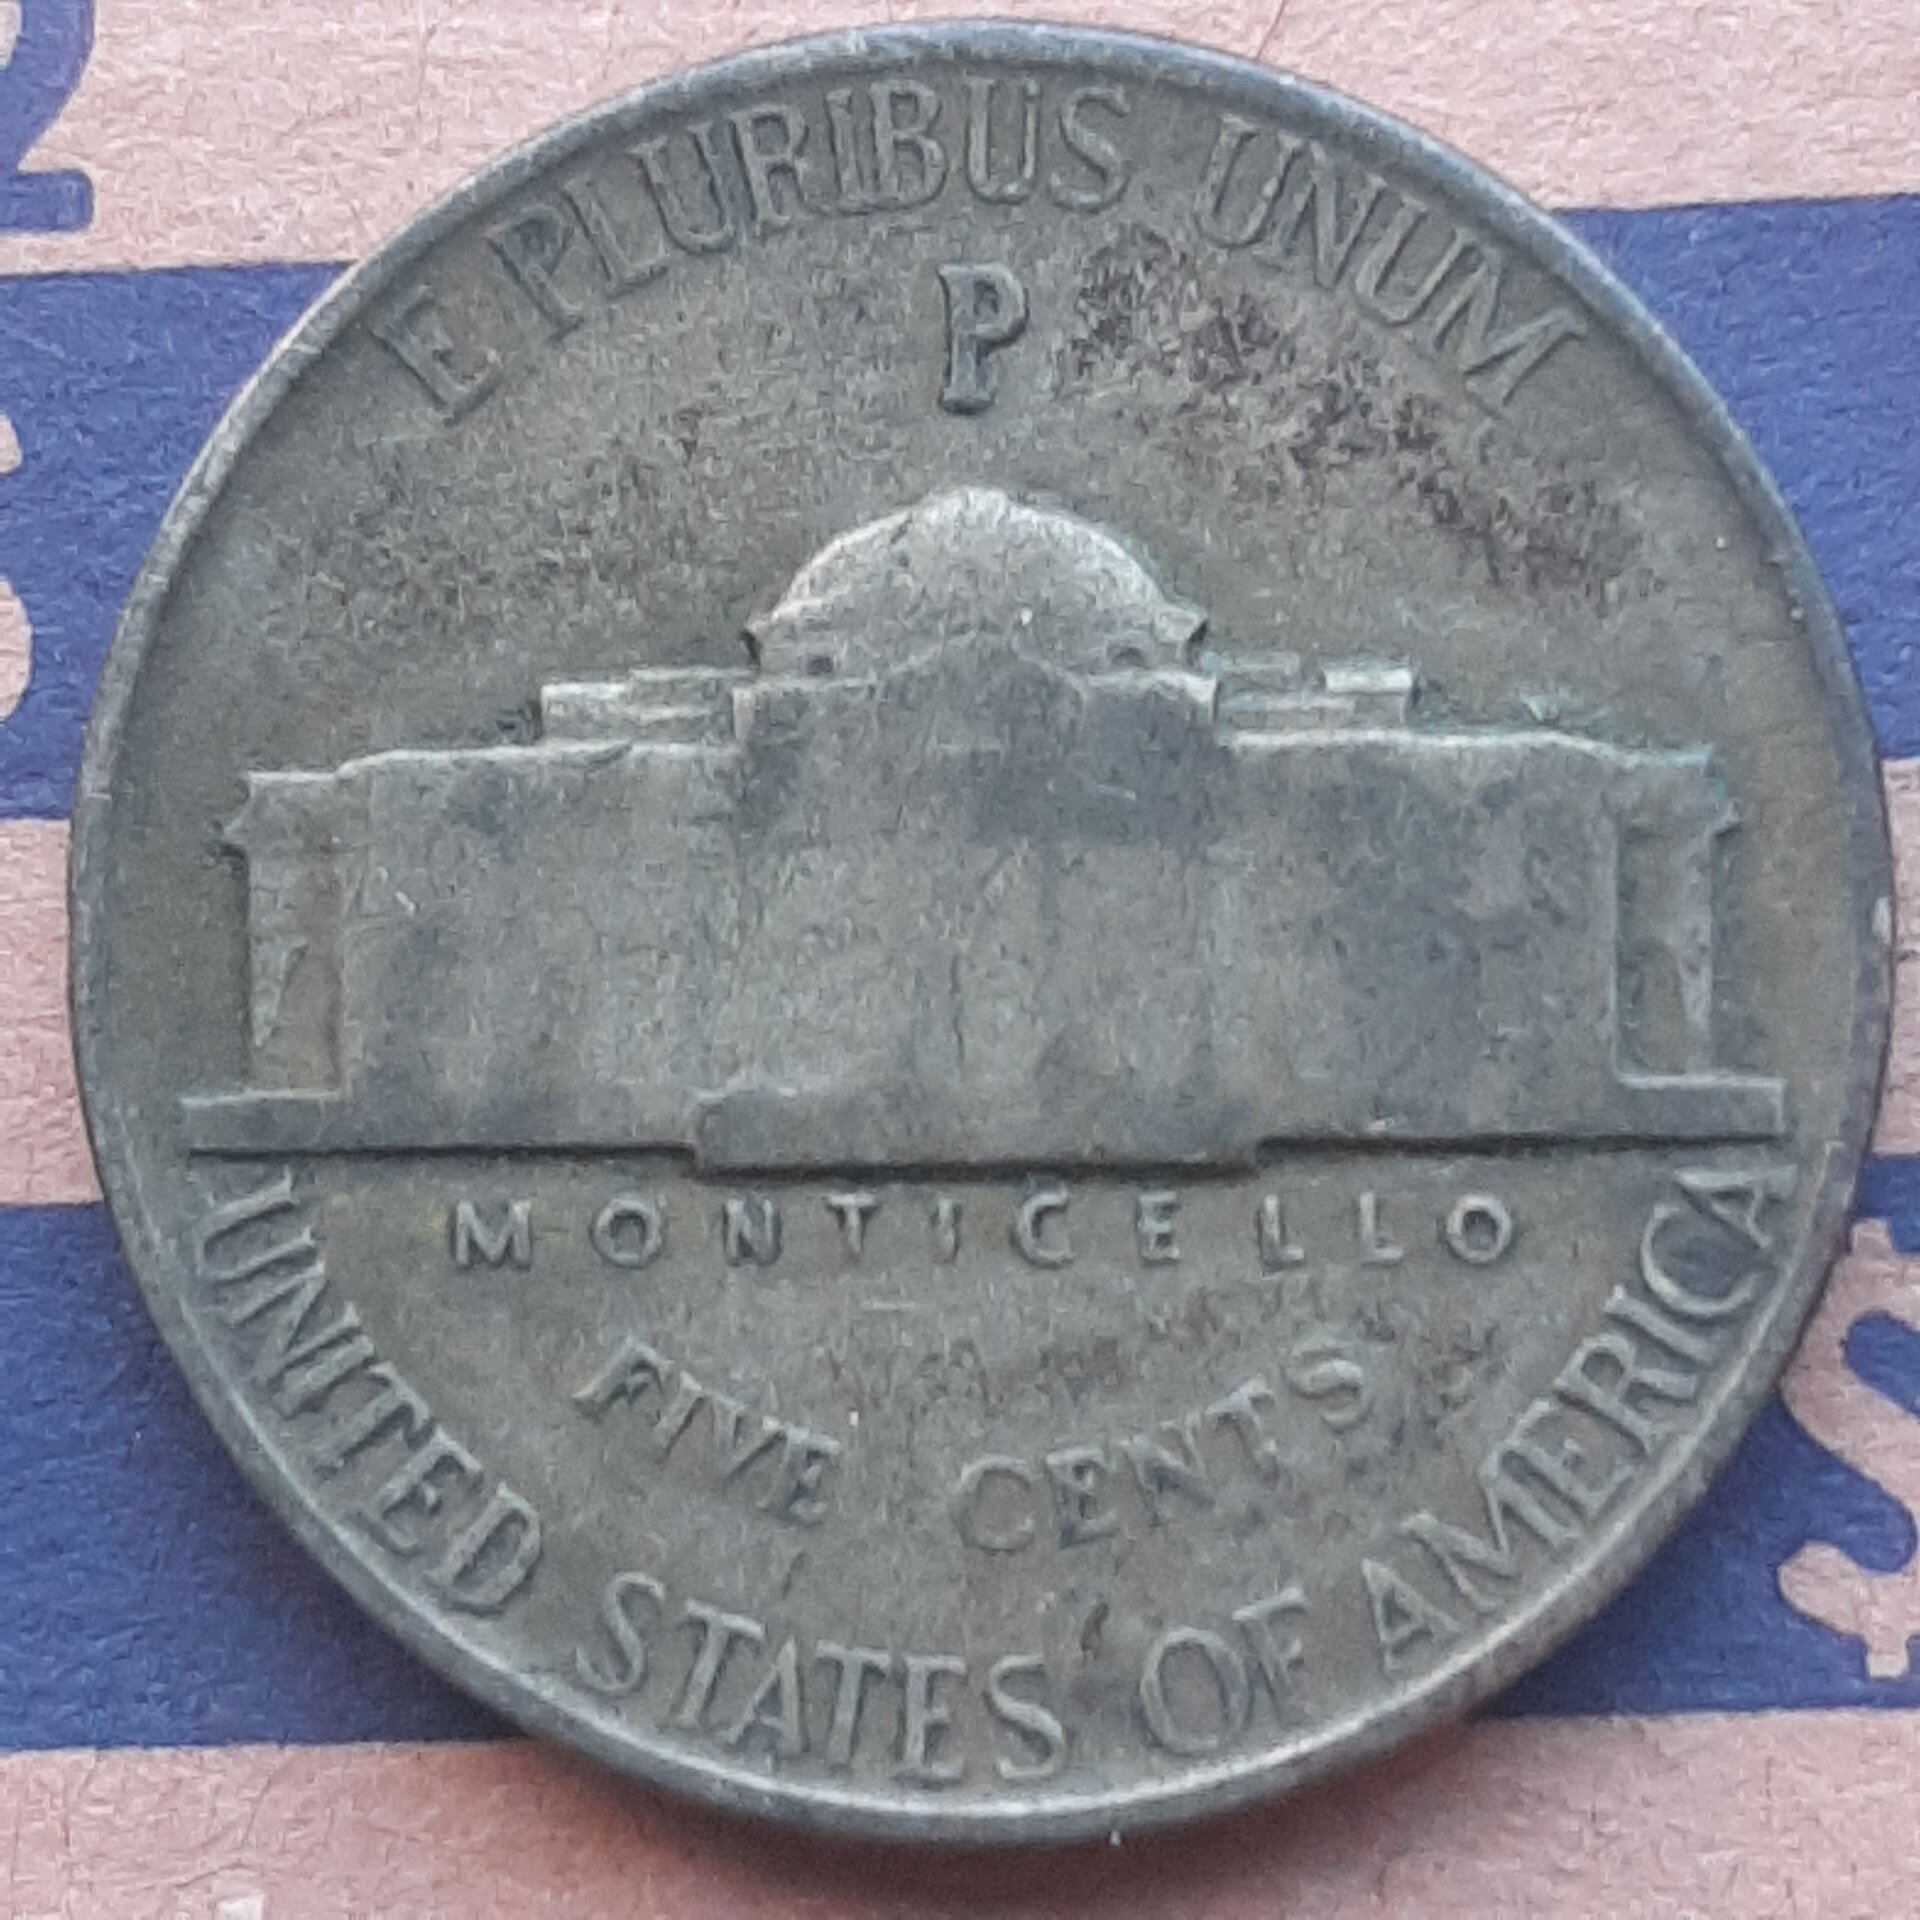 E PLURIBUS UNUM
P
MONTICELLO
FIVE CENTS
UNITED STATES OF AMERICA